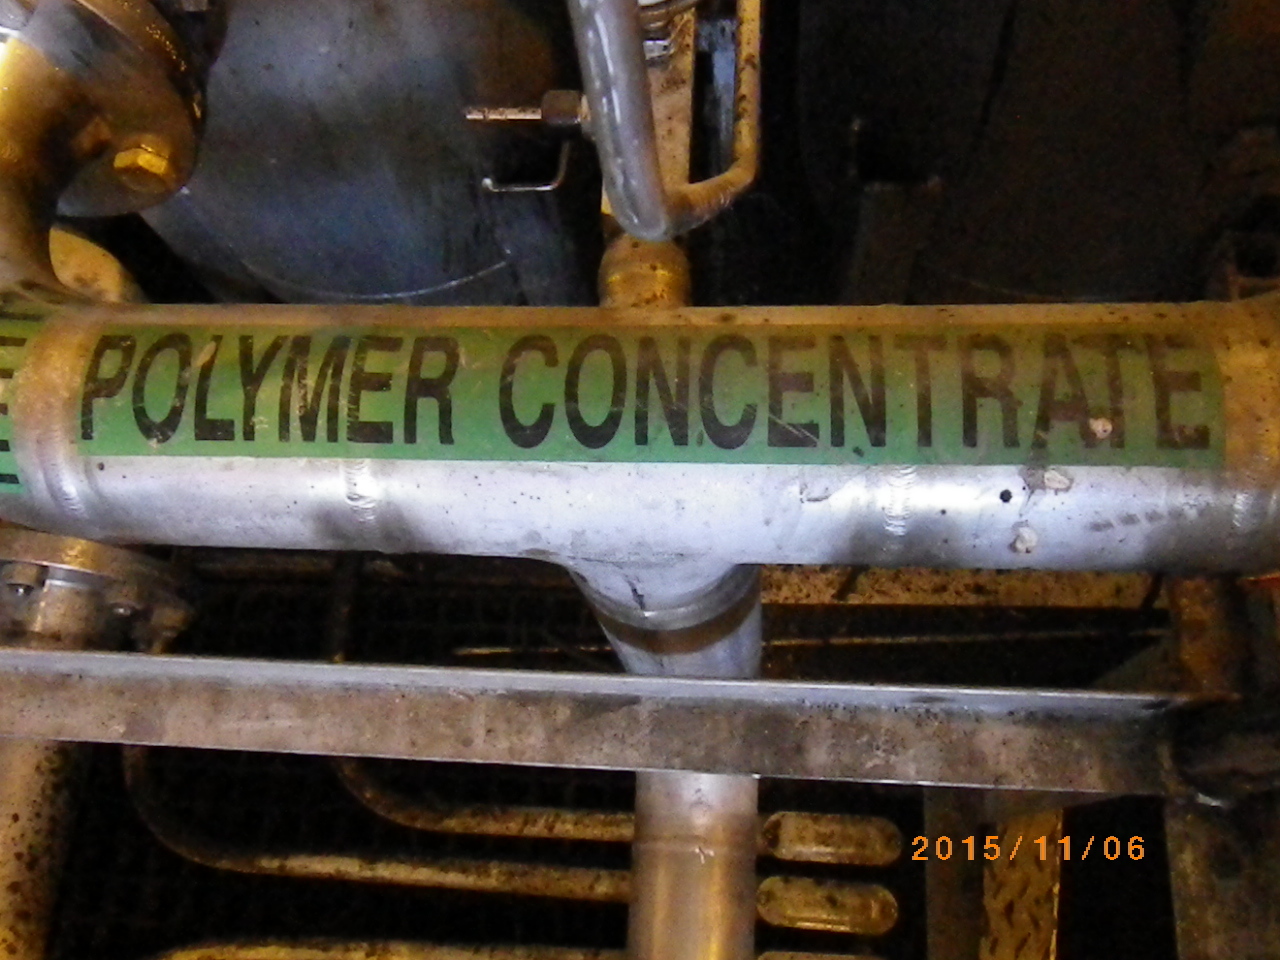 POLYMER CONCENTRATE
2015/11/06